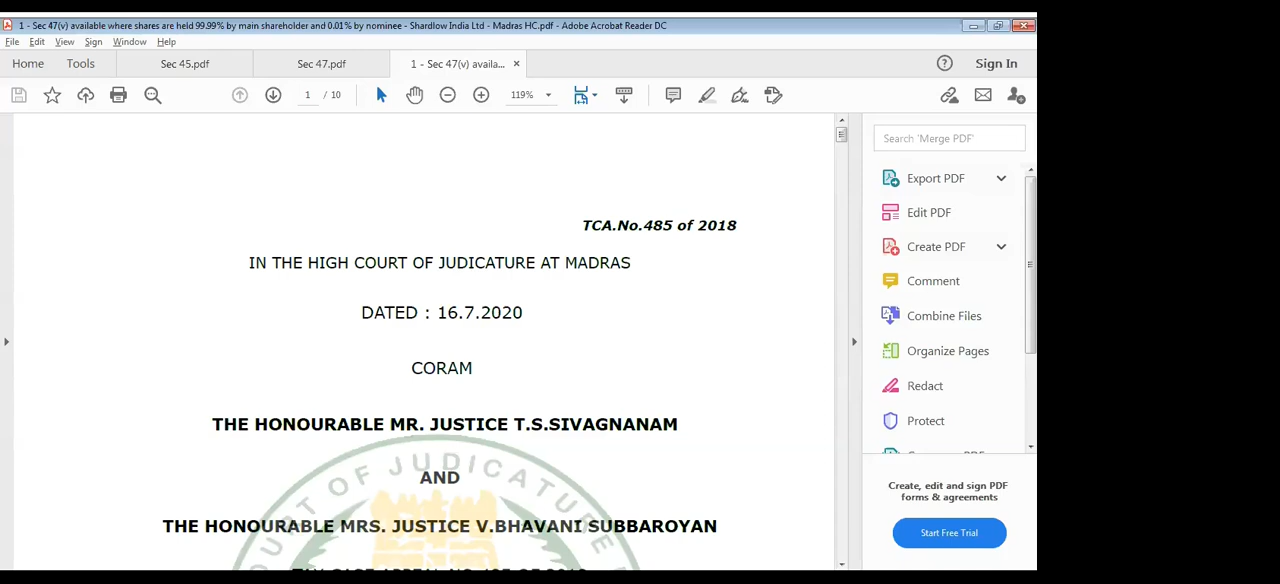 1 - Sec 47(v) available where shares are held 99.99% by main shareholder and 0.01% by nominee - Shardlow India Ltd - Madras HC.pdf - Adobe Acrobat Reader DC
File Edit View Sign Window Help
Home Tools Sec 45.pdf Sec 47.pdf 1 - Sec 47(v) availa... × Sign In
1 / 10 119%
Search 'Merge PDF'
Export PDF
Edit PDF
Create PDF
Comment
Combine Files
Organize Pages
Redact
Protect
Create, edit and sign PDF
forms & agreements
Start Free Trial
TCA.No.485 of 2018
IN THE HIGH COURT OF JUDICATURE AT MADRAS
DATED : 16.7.2020
CORAM
THE HONOURABLE MR. JUSTICE T.S.SIVAGNANAM
AND
THE HONOURABLE MRS. JUSTICE V.BHAVANI SUBBAROYAN
COURT OF JUDICATURE